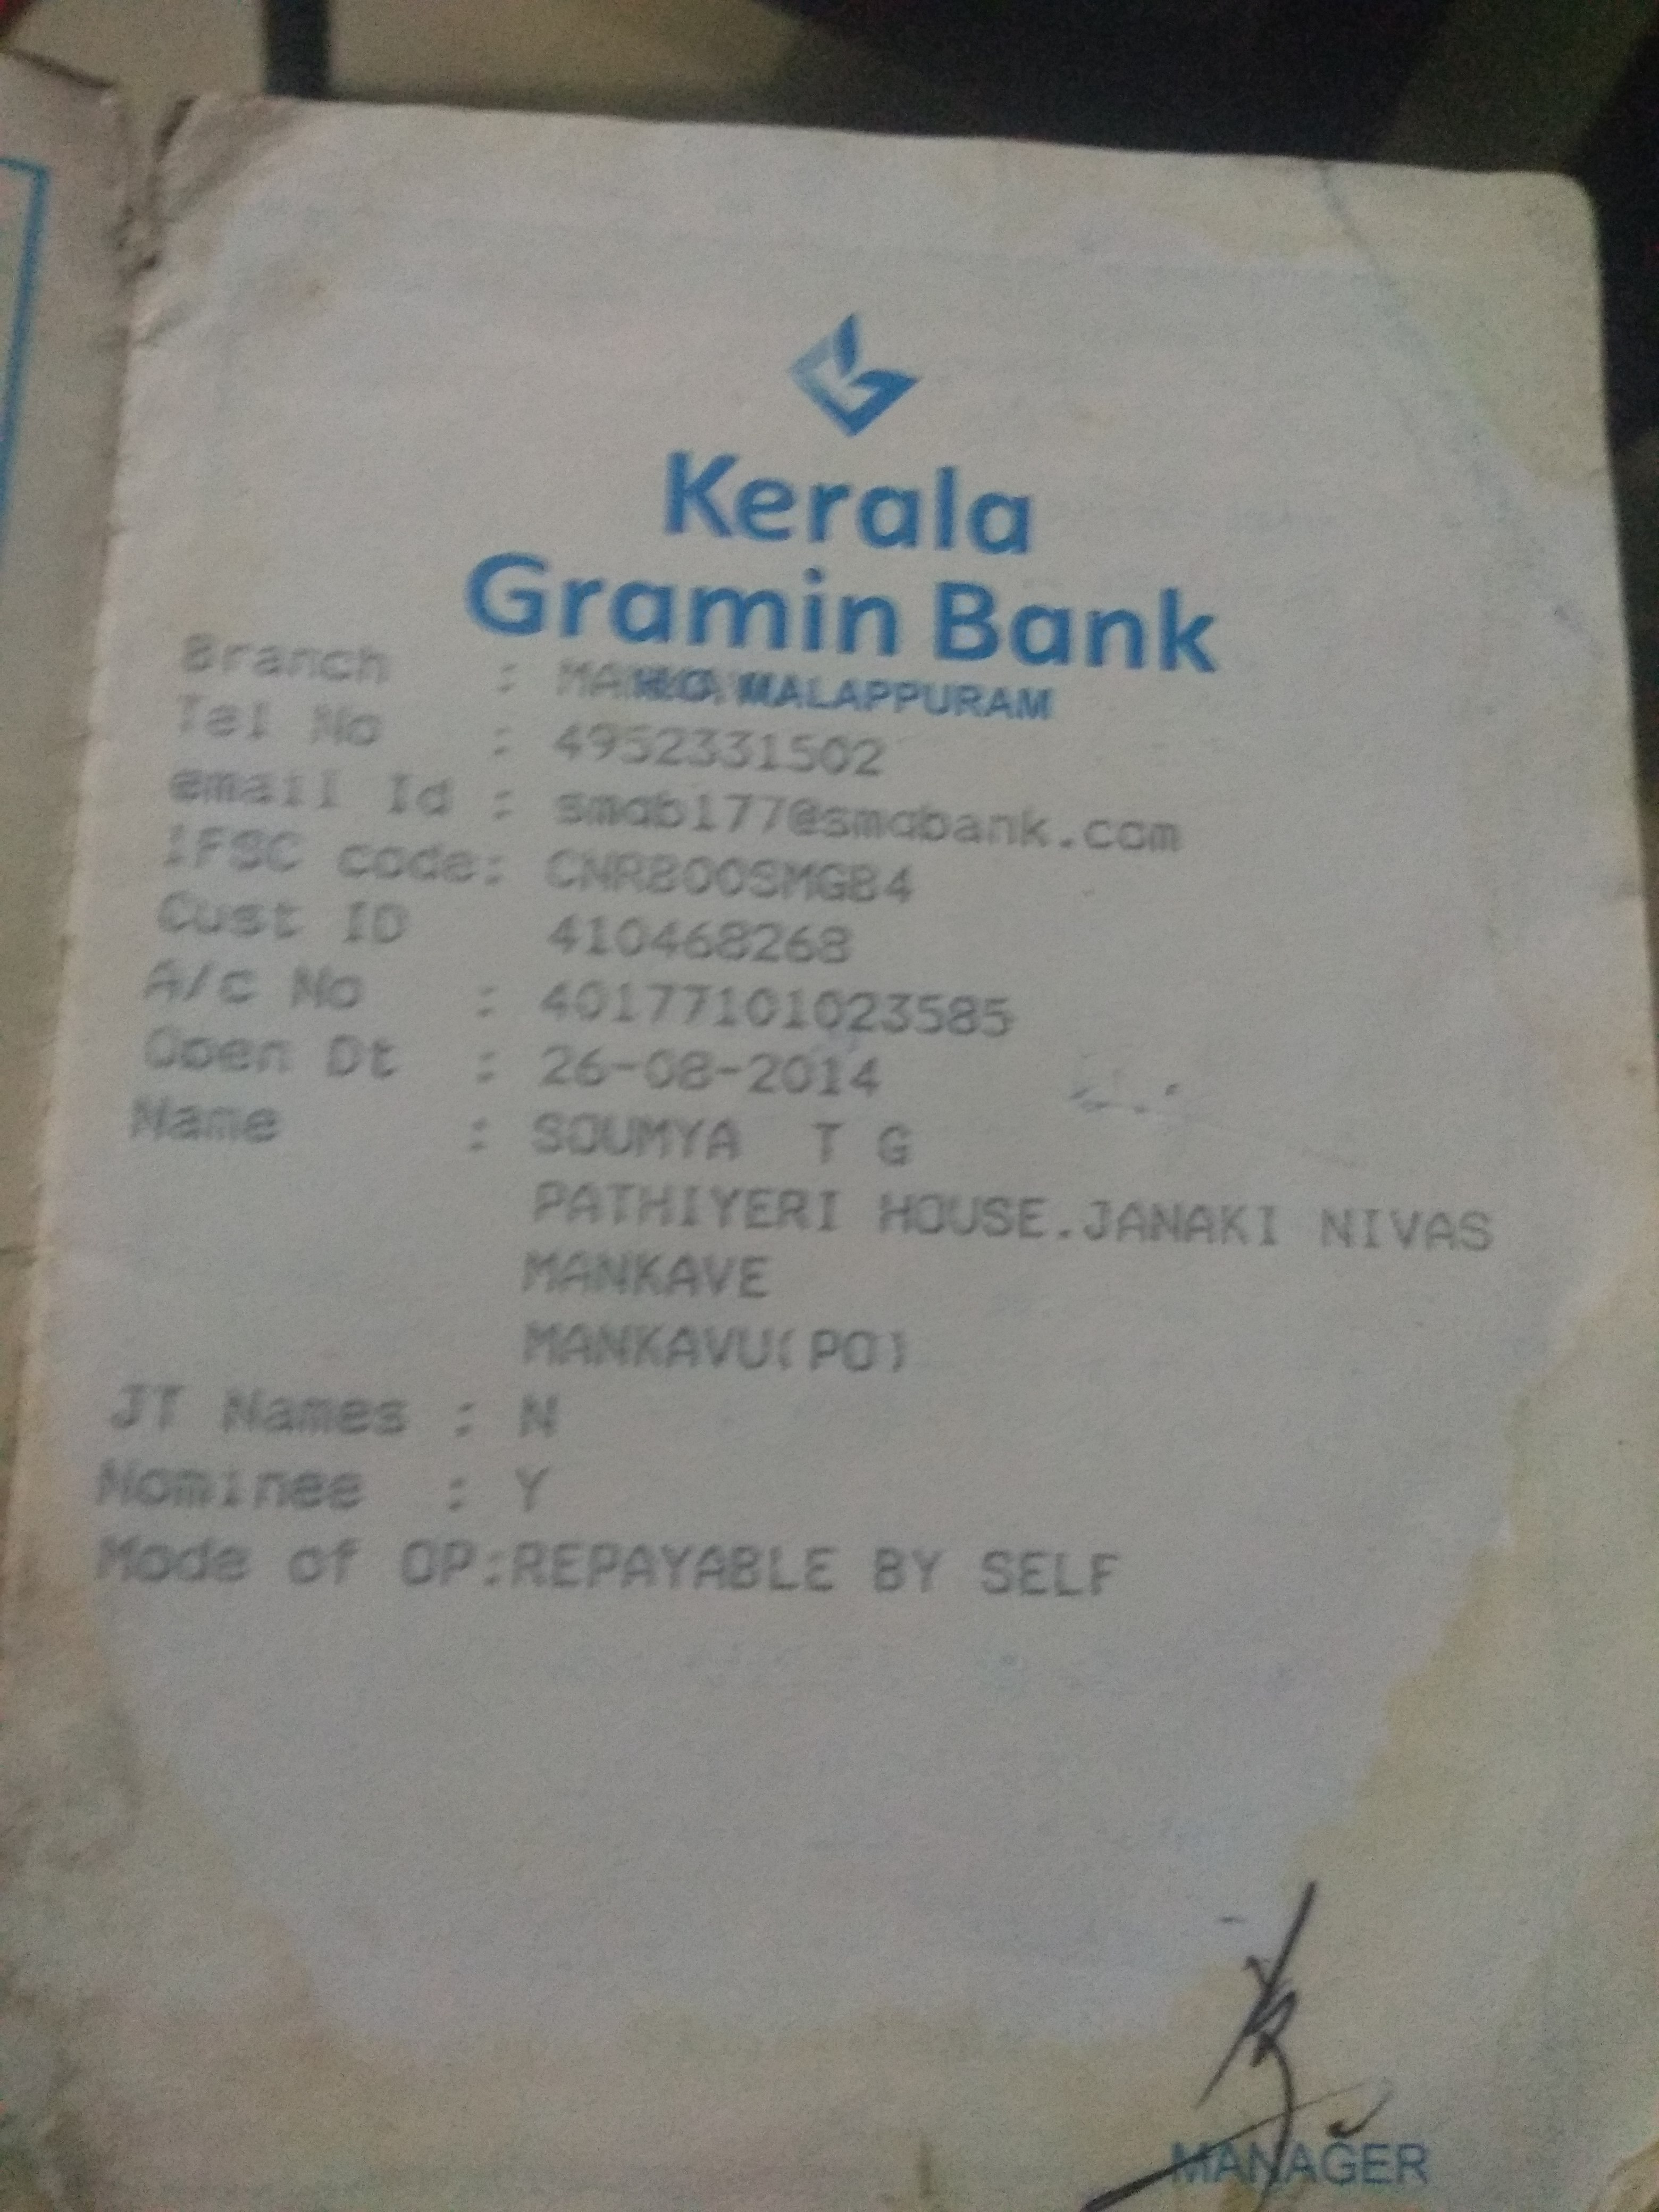 Kerala
Gramin Bank
H.O. MALAPPURAM
Branch :
Tel No : 4952331502
email Id : smgb177@smgbank.com
IFSC code: CNRB00SMGB4
Cust ID 410468268
A/c No : 40177101023585
Open Dt : 26-08-2014
Name : SOUMYA T G
PATHIYERI HOUSE.JANAKI NIVAS
MANKAVE
MANKAVU(PO)
JT Names : N
Nominee : Y
Mode of OP:REPAYABLE BY SELF
MANAGER